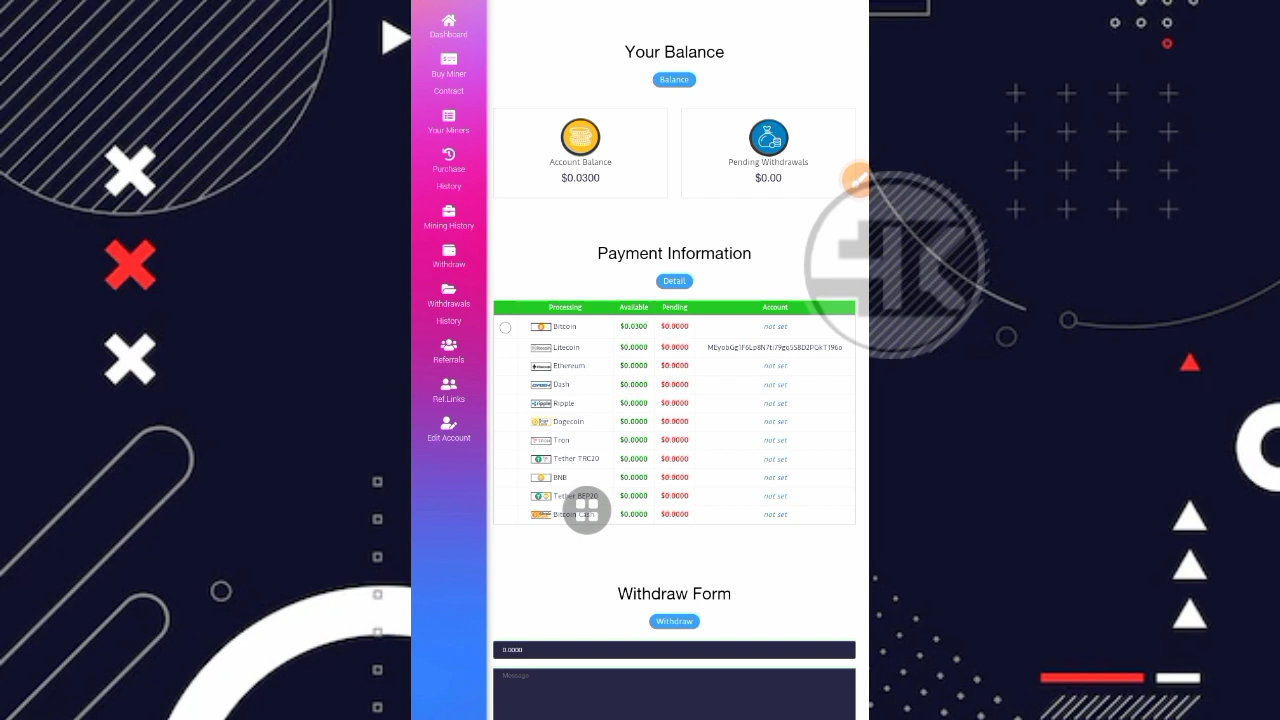 Dashboard
Buy Miner
Contract
Your Miners
Purchase
History
Mining History
Withdraw
Withdrawals
History
Referrals
Ref.Links
Edit Account
Your Balance
Balance
Account Balance
$0.0300
Pending Withdrawals
$0.00
Payment Information
Detail
Processing Available Pending Account
Bitcoin $0.0300 $0.0000 not set
Litecoin $0.0000 $0.0000
Ethereum $0.0000 $0.0000 not set
Dash $0.0000 $0.0000 not set
Ripple $0.0000 $0.0000 not set
Dogecoin $0.0000 $0.0000 not set
Tron $0.0000 $0.0000 not set
Tether TRC20 $0.0000 $0.0000 not set
BNB $0.0000 $0.0000 not set
Tether BEP20 $0.0000 $0.0000 not set
Bitcoin Cash $0.0000 $0.0000 not set
Withdraw Form
Withdraw
0.0000
Message